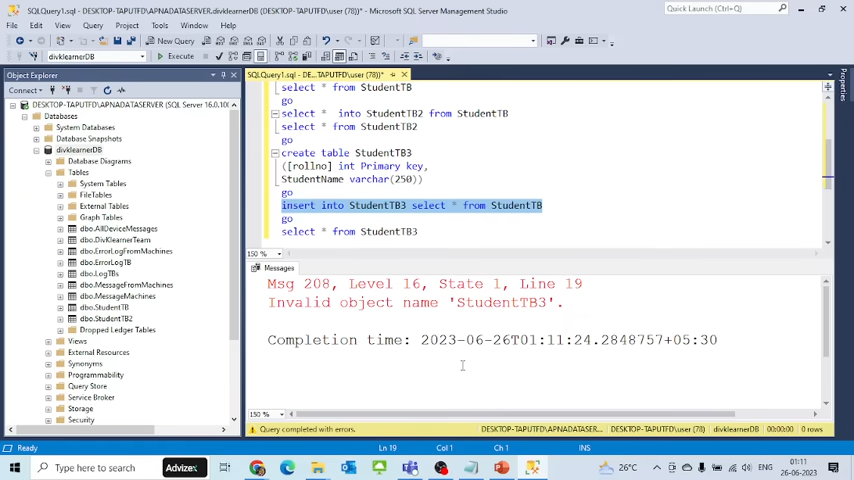 SQLQuery1.sql - DESKTOP-TAPUTFD\APNADATASERVER.divklearnerDB (DESKTOP-TAPUTFD\user (78))* - Microsoft SQL Server Management Studio
Quick Launch (Ctrl+Q)
File Edit View Query Project Tools Window Help
New Query
divklearnerDB
Execute
Object Explorer
SQLQuery1.sql - DE...TAPUTFD\user (78))*
Connect
DESKTOP-TAPUTFD\APNADATASERVER (SQL Server 16.0.100
Databases
System Databases
Database Snapshots
divklearnerDB
Database Diagrams
Tables
System Tables
FileTables
External Tables
Graph Tables
dbo.AllDeviceMessages
dbo.DivKlearnerTeam
dbo.ErrorLogFromMachines
dbo.ErrorLogTB
dbo.LogTBs
dbo.MessageFromMachines
dbo.MessageMachines
dbo.StudentTB
dbo.StudentTB2
Dropped Ledger Tables
Views
External Resources
Synonyms
Programmability
Query Store
Service Broker
Storage
Security
select * from StudentTB
go
select * into StudentTB2 from StudentTB
select * from StudentTB2
go
create table StudentTB3
([rollno] int Primary key,
StudentName varchar(250))
go
insert into StudentTB3 select * from StudentTB
go
select * from StudentTB3
150 %
Messages
Msg 208, Level 16, State 1, Line 19
Invalid object name 'StudentTB3'.
Completion time: 2023-06-26T01:11:24.2848757+05:30
150 %
Query completed with errors.
DESKTOP-TAPUTFD\APNADATASER...
DESKTOP-TAPUTFD\user (78)
divklearnerDB
00:00:00
0 rows
Properties
Ready
Ln 19
Col 1
Ch 1
INS
Type here to search
Advizex
26°C
ENG
01:11
26-06-2023